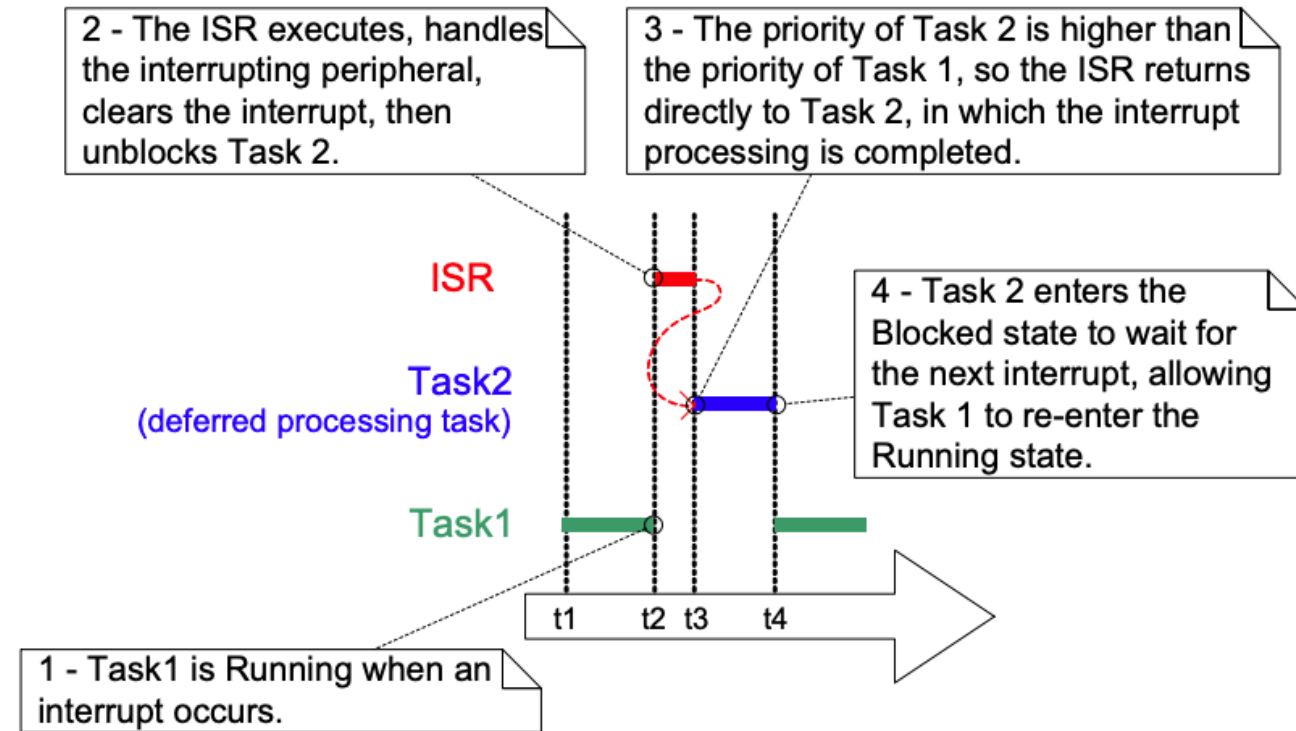 2 - The ISR executes, handles
the interrupting peripheral,
clears the interrupt, then
unblocks Task 2.
3 - The priority of Task 2 is higher than
the priority of Task 1, so the ISR returns
directly to Task 2, in which the interrupt
processing is completed.
ISR
4 - Task 2 enters the
Blocked state to wait for
the next interrupt, allowing
Task 1 to re-enter the
Running state.
Task2
(deferred processing task)
Task1
t1 t2 t3 t4
1 - Task1 is Running when an
interrupt occurs.